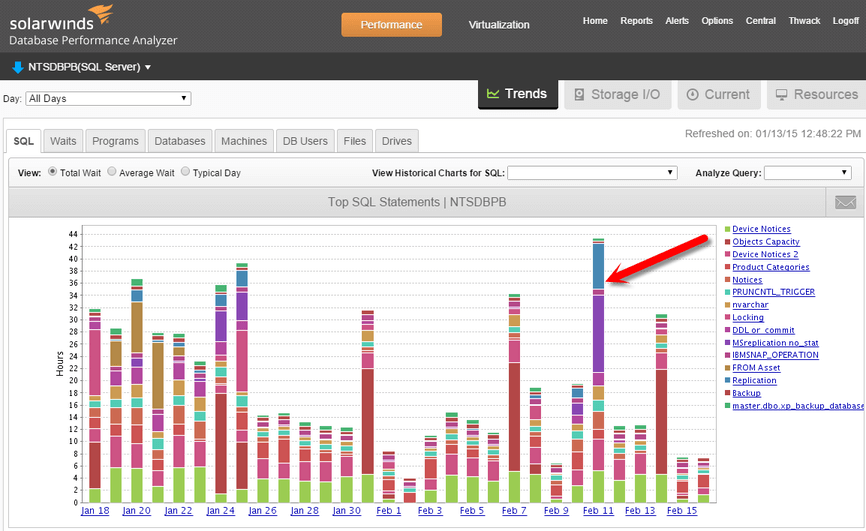 solarwinds
Database Performance Analyzer
Performance
Virtualization
Home Reports Alerts Options Central Thwack Logoff
NTSDBPB(SQL Server)
Day: All Days
Trends
Storage I/O
Current
Resources
SQL Waits Programs Databases Machines DB Users Files Drives
Refreshed on: 01/13/15 12:48:22 PM
View: Total Wait Average Wait Typical Day
View Historical Charts for SQL:
Analyze Query:
Top SQL Statements | NTSDBPB
44
42
40
38
36
34
32
30
28
26
24
22
20
18
16
14
12
10
8
6
4
2
0
Hours
Jan 18 Jan 20 Jan 22 Jan 24 Jan 26 Jan 28 Jan 30 Feb 1 Feb 3 Feb 5 Feb 7 Feb 9 Feb 11 Feb 13 Feb 15
Device Notices
Objects Capacity
Device Notices 2
Product Categories
Notices
PRUNCNTL_TRIGGER
nvarchar
Locking
DDL or commit
MSreplication no_stat
IBMSNAP_OPERATION
FROM Asset
Replication
Backup
master.dbo.xp_backup_database